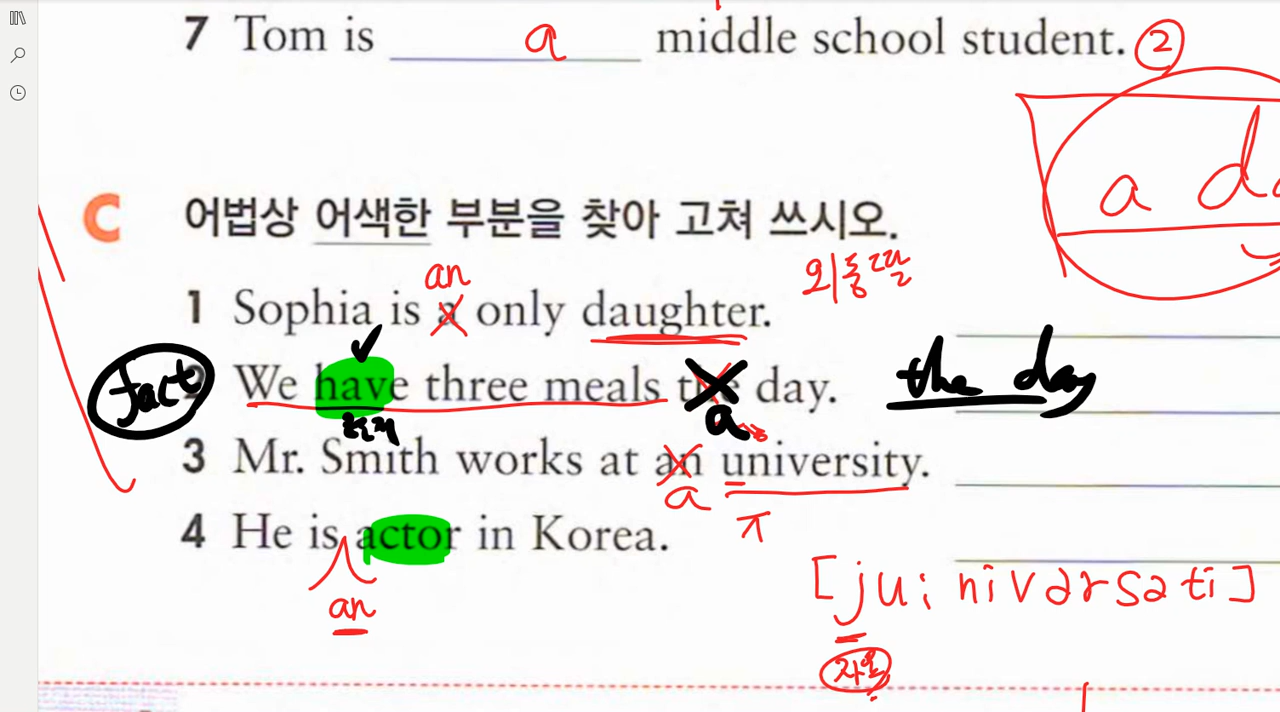 7 Tom is a middle school student. ②
a d
C 어법상 어색한 부분을 찾아 고쳐 쓰시오.
외동딸
an
1 Sophia is a only daughter.
fact
2 We have three meals the day. the day
현재 a
3 Mr. Smith works at an university.
a
4 He is actor in Korea.
an
[ju; nivərsəti]
자음